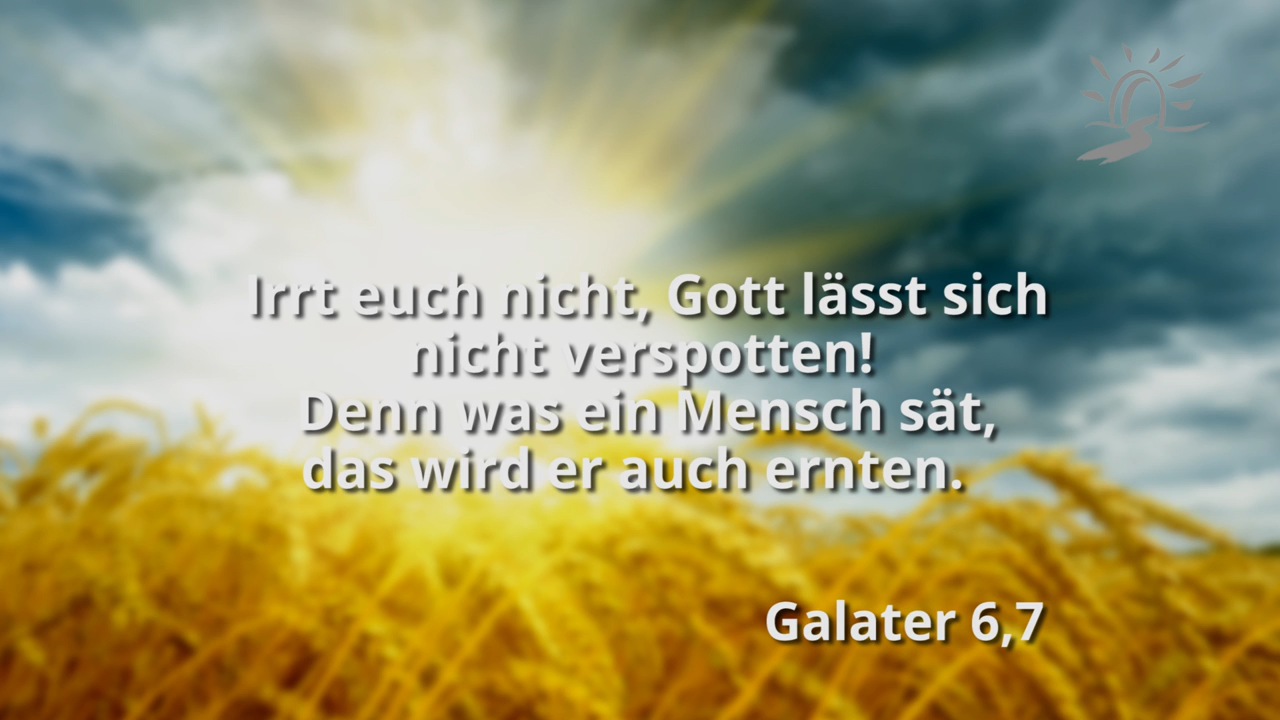 Irrt euch nicht, Gott lässt sich
nicht verspotten!
Denn was ein Mensch sät,
das wird er auch ernten.
Galater 6,7